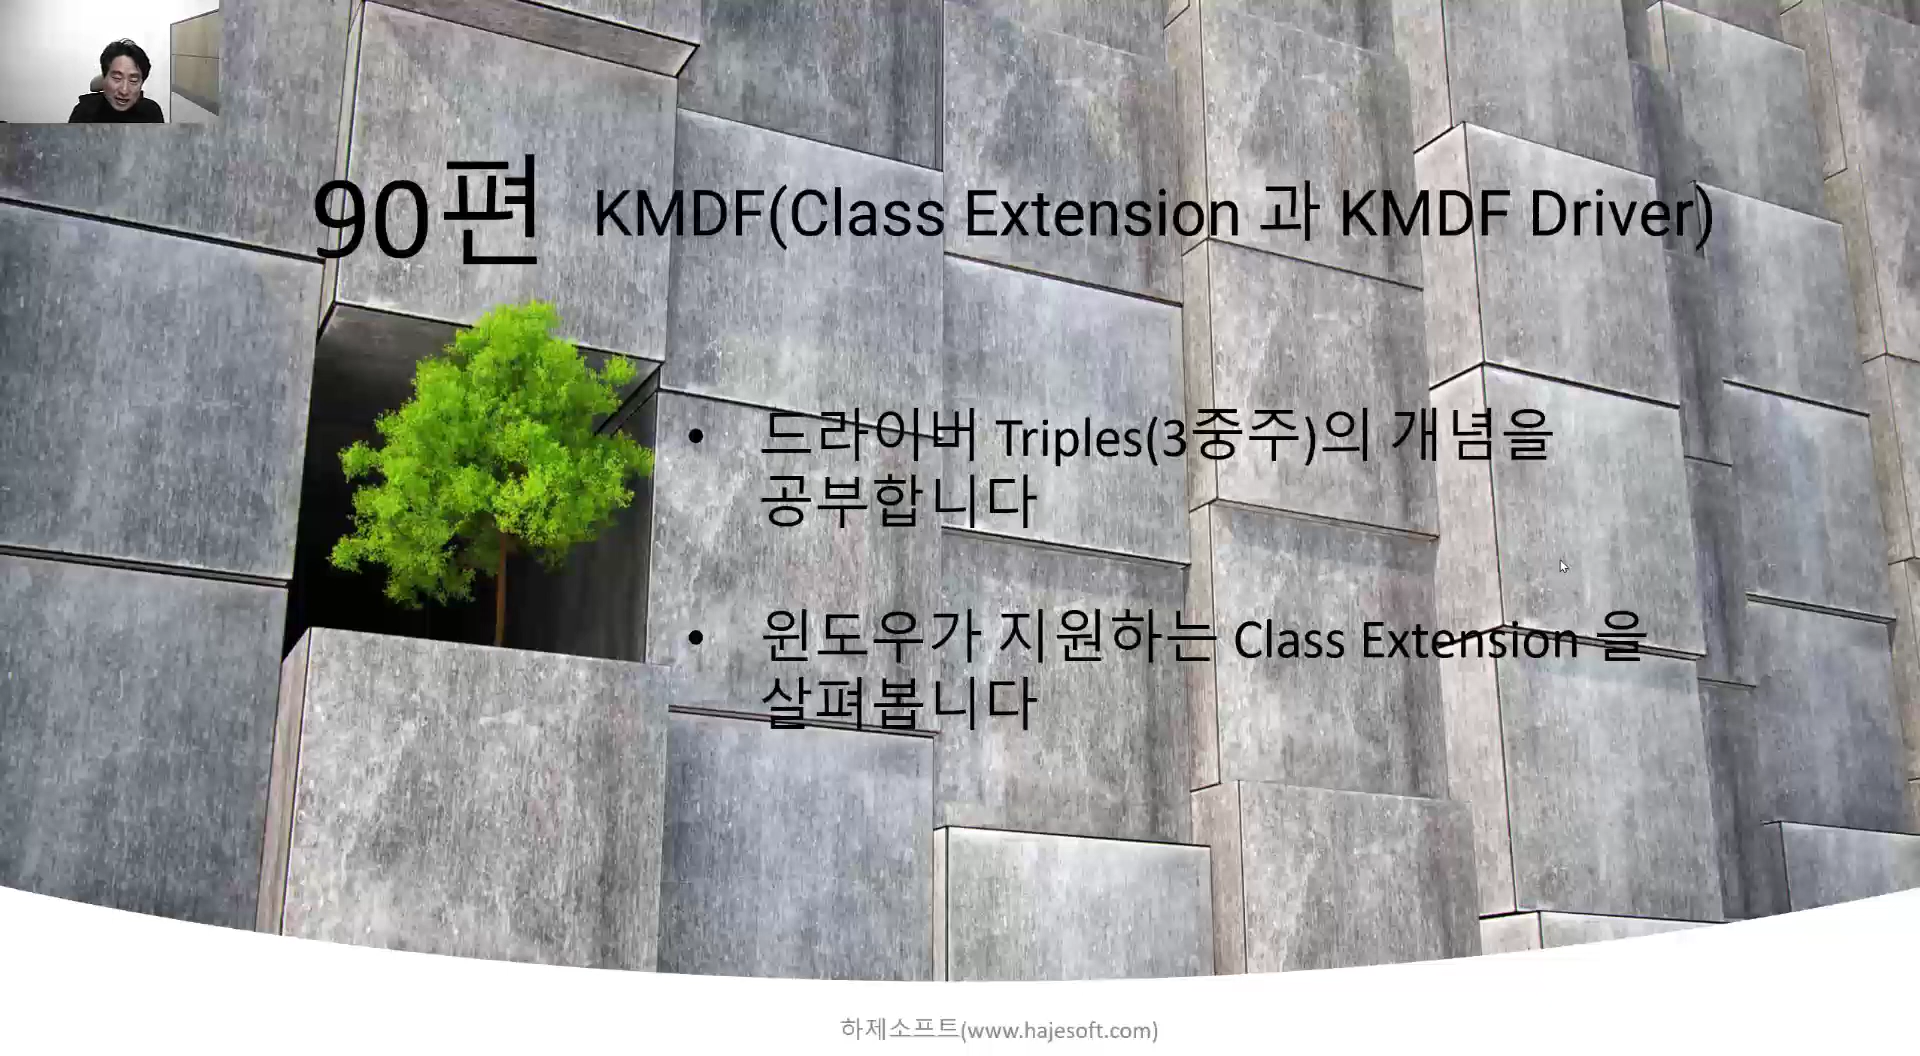 90편 KMDF(Class Extension 과 KMDF Driver)
• 드라이버 Triples(3중주)의 개념을
공부합니다
• 윈도우가 지원하는 Class Extension 을
살펴봅니다
하제소프트(www.hajesoft.com)